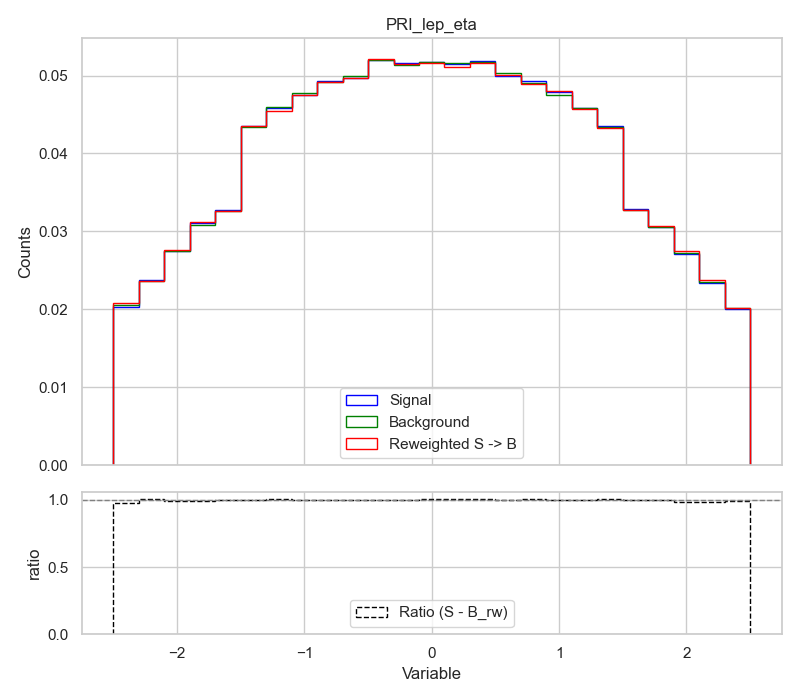 PRI_lep_eta
0.05
0.04
0.03
0.02
0.01
0.00
Counts
Signal
Background
Reweighted S -> B
1.0
0.5
0.0
ratio
Ratio (S - B_rw)
−2 −1 0 1 2
Variable